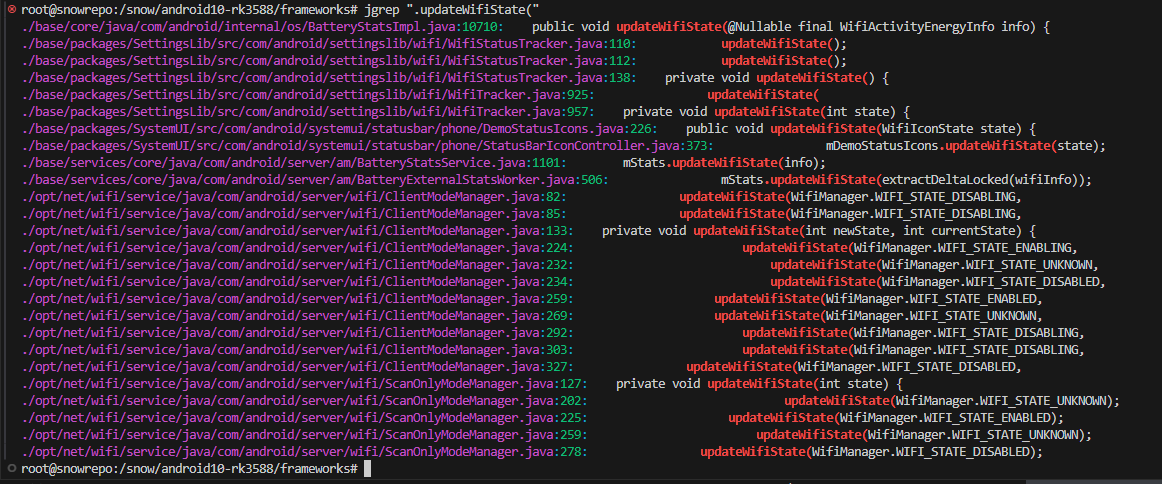 root@snowrepo:/snow/android10-rk3588/frameworks# jgrep ".updateWifiState("
./base/core/java/com/android/internal/os/BatteryStatsImpl.java:10710:    public void updateWifiState(@Nullable final WifiActivityEnergyInfo info) {
./base/packages/SettingsLib/src/com/android/settingslib/wifi/WifiStatusTracker.java:110:            updateWifiState();
./base/packages/SettingsLib/src/com/android/settingslib/wifi/WifiStatusTracker.java:112:            updateWifiState();
./base/packages/SettingsLib/src/com/android/settingslib/wifi/WifiStatusTracker.java:138:    private void updateWifiState() {
./base/packages/SettingsLib/src/com/android/settingslib/wifi/WifiTracker.java:925:                updateWifiState(
./base/packages/SettingsLib/src/com/android/settingslib/wifi/WifiTracker.java:957:    private void updateWifiState(int state) {
./base/packages/SystemUI/src/com/android/systemui/statusbar/phone/DemoStatusIcons.java:226:    public void updateWifiState(WifiIconState state) {
./base/packages/SystemUI/src/com/android/systemui/statusbar/phone/StatusBarIconController.java:373:                mDemoStatusIcons.updateWifiState(state);
./base/services/core/java/com/android/server/am/BatteryStatsService.java:1101:        mStats.updateWifiState(info);
./base/services/core/java/com/android/server/am/BatteryExternalStatsWorker.java:506:                mStats.updateWifiState(extractDeltaLocked(wifiInfo));
./opt/net/wifi/service/java/com/android/server/wifi/ClientModeManager.java:82:                updateWifiState(WifiManager.WIFI_STATE_DISABLING,
./opt/net/wifi/service/java/com/android/server/wifi/ClientModeManager.java:85:                updateWifiState(WifiManager.WIFI_STATE_DISABLING,
./opt/net/wifi/service/java/com/android/server/wifi/ClientModeManager.java:133:    private void updateWifiState(int newState, int currentState) {
./opt/net/wifi/service/java/com/android/server/wifi/ClientModeManager.java:224:                        updateWifiState(WifiManager.WIFI_STATE_ENABLING,
./opt/net/wifi/service/java/com/android/server/wifi/ClientModeManager.java:232:                            updateWifiState(WifiManager.WIFI_STATE_UNKNOWN,
./opt/net/wifi/service/java/com/android/server/wifi/ClientModeManager.java:234:                            updateWifiState(WifiManager.WIFI_STATE_DISABLED,
./opt/net/wifi/service/java/com/android/server/wifi/ClientModeManager.java:259:                    updateWifiState(WifiManager.WIFI_STATE_ENABLED,
./opt/net/wifi/service/java/com/android/server/wifi/ClientModeManager.java:269:                    updateWifiState(WifiManager.WIFI_STATE_UNKNOWN,
./opt/net/wifi/service/java/com/android/server/wifi/ClientModeManager.java:292:                        updateWifiState(WifiManager.WIFI_STATE_DISABLING,
./opt/net/wifi/service/java/com/android/server/wifi/ClientModeManager.java:303:                        updateWifiState(WifiManager.WIFI_STATE_DISABLING,
./opt/net/wifi/service/java/com/android/server/wifi/ClientModeManager.java:327:                updateWifiState(WifiManager.WIFI_STATE_DISABLED,
./opt/net/wifi/service/java/com/android/server/wifi/ScanOnlyModeManager.java:127:    private void updateWifiState(int state) {
./opt/net/wifi/service/java/com/android/server/wifi/ScanOnlyModeManager.java:202:                            updateWifiState(WifiManager.WIFI_STATE_UNKNOWN);
./opt/net/wifi/service/java/com/android/server/wifi/ScanOnlyModeManager.java:225:                    updateWifiState(WifiManager.WIFI_STATE_ENABLED);
./opt/net/wifi/service/java/com/android/server/wifi/ScanOnlyModeManager.java:259:                        updateWifiState(WifiManager.WIFI_STATE_UNKNOWN);
./opt/net/wifi/service/java/com/android/server/wifi/ScanOnlyModeManager.java:278:                updateWifiState(WifiManager.WIFI_STATE_DISABLED);
root@snowrepo:/snow/android10-rk3588/frameworks#